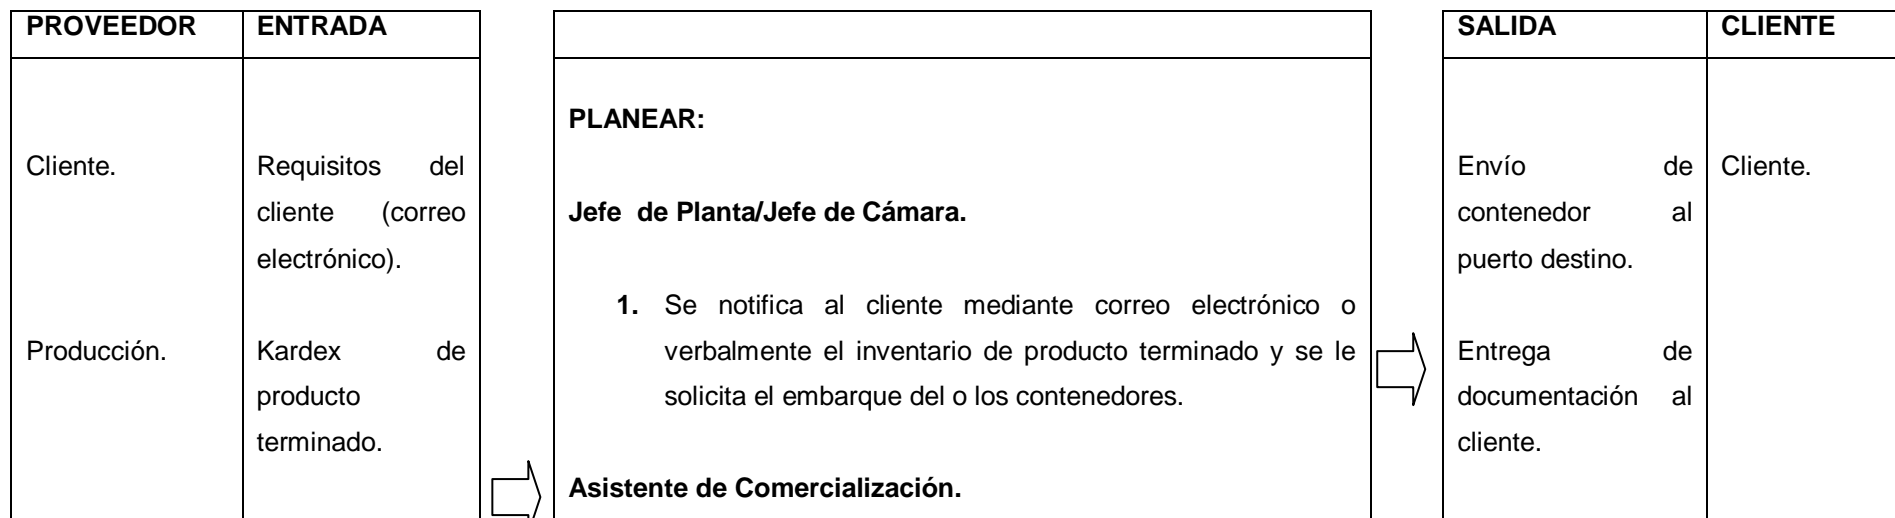 PROVEEDOR ENTRADA
Cliente. Requisitos del
cliente (correo
electrónico).
Producción. Kardex de
producto
terminado.
PLANEAR:
Jefe de Planta/Jefe de Cámara.
1. Se notifica al cliente mediante correo electrónico o
verbalmente el inventario de producto terminado y se le
solicita el embarque del o los contenedores.
Asistente de Comercialización.
SALIDA CLIENTE
Envío de Cliente.
contenedor al
puerto destino.
Entrega de
documentación al
cliente.